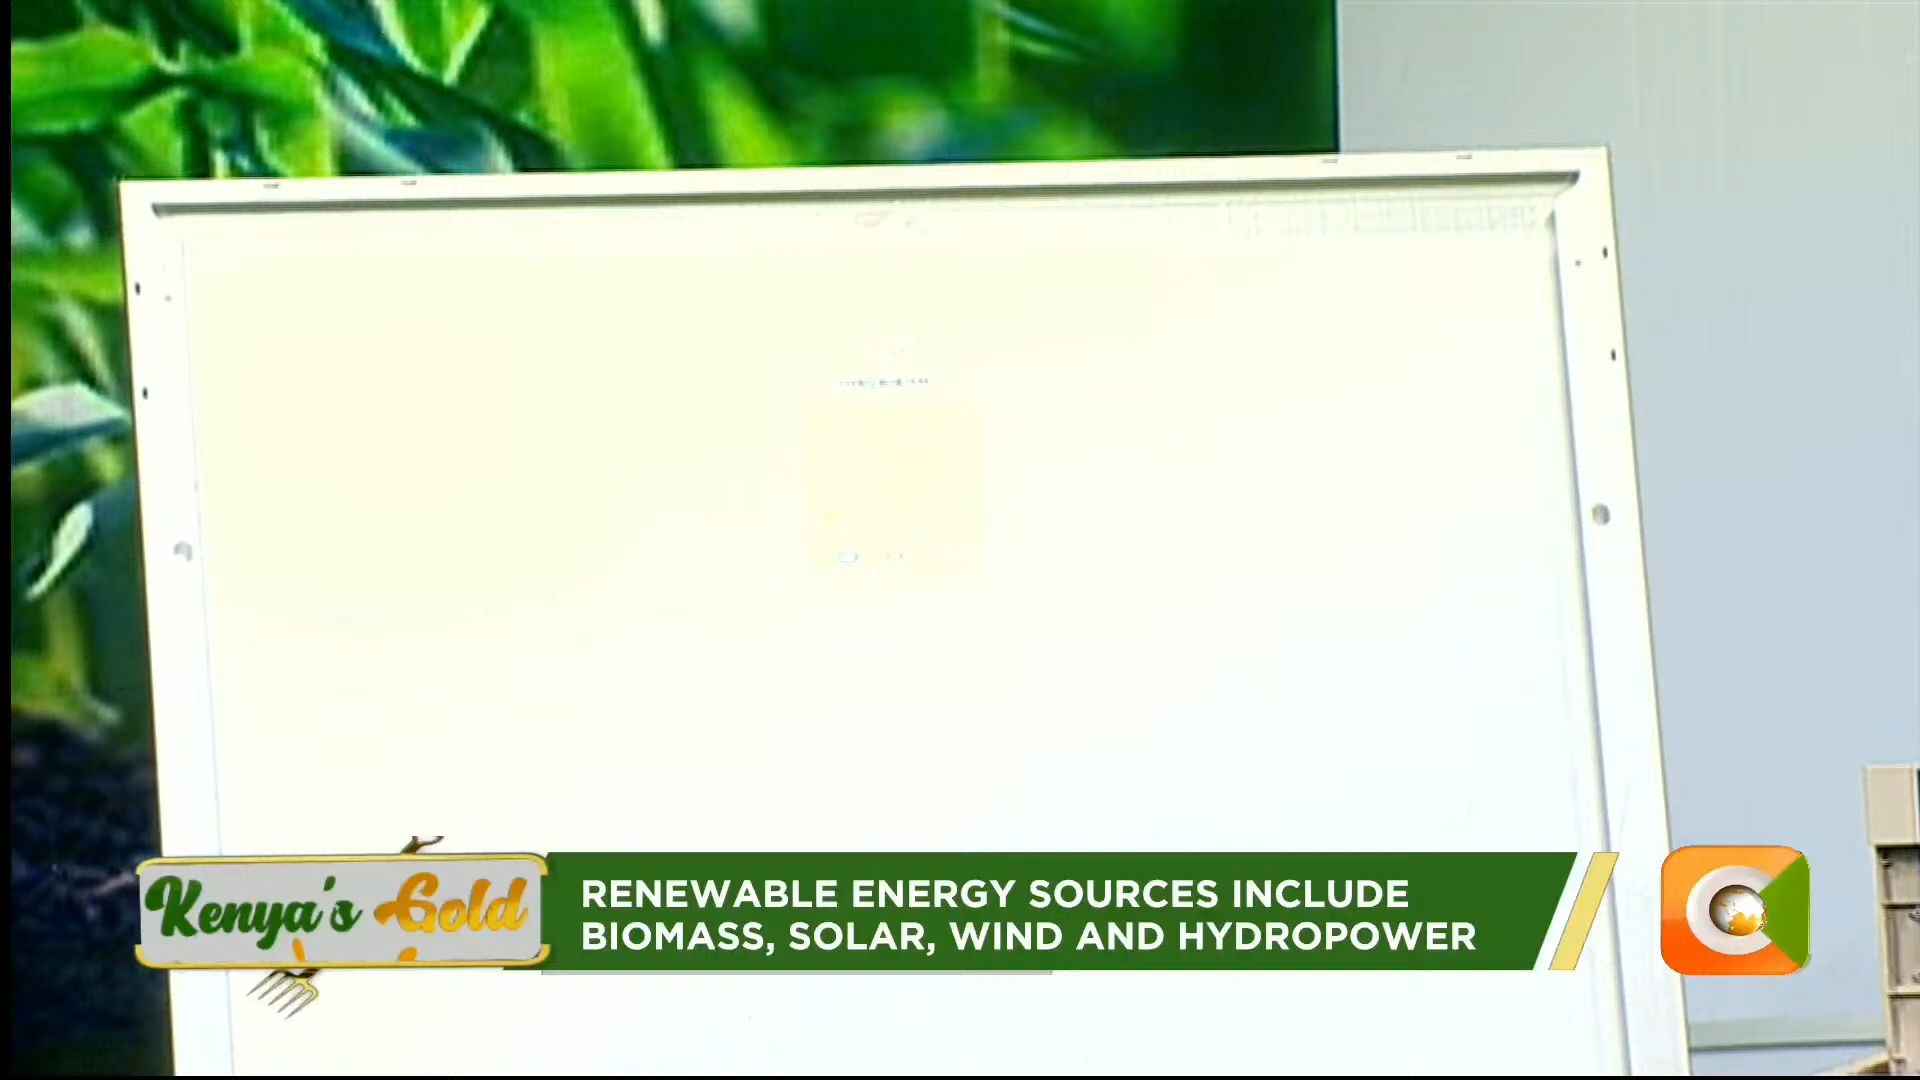 Kenya's Gold
RENEWABLE ENERGY SOURCES INCLUDE
BIOMASS, SOLAR, WIND AND HYDROPOWER